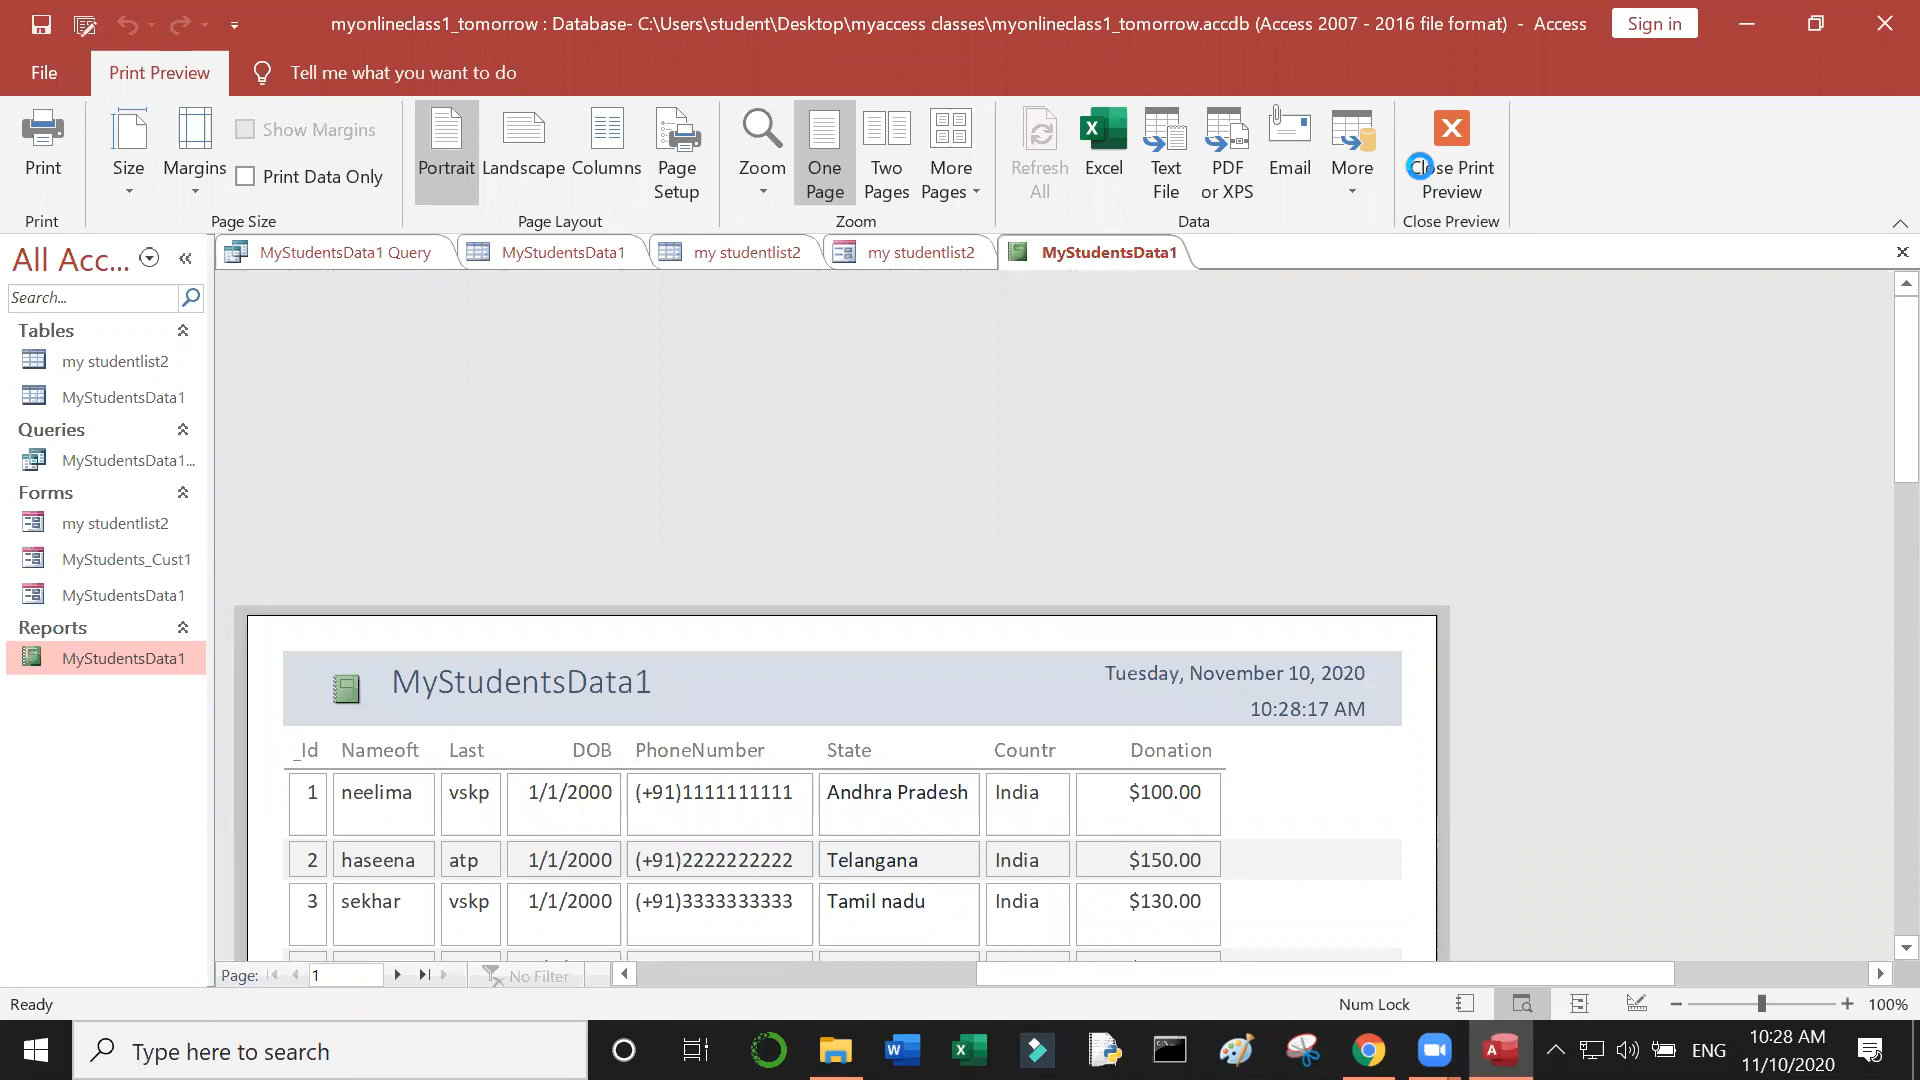 myonlineclass1_tomorrow : Database- C:\Users\student\Desktop\myaccess classes\myonlineclass1_tomorrow.accdb (Access 2007 - 2016 file format) - Access
Sign in
File
Print Preview
Tell me what you want to do
Print
Size
Margins
Show Margins
Print Data Only
Portrait
Landscape
Columns
Page Setup
Zoom
One Page
Two Pages
More Pages
Refresh All
Excel
Text File
PDF or XPS
Email
More
Close Print Preview
Print
Page Size
Page Layout
Zoom
Data
Close Preview
All Acc...
MyStudentsData1 Query
MyStudentsData1
my studentlist2
my studentlist2
MyStudentsData1
Search...
Tables
my studentlist2
MyStudentsData1
Queries
MyStudentsData1...
Forms
my studentlist2
MyStudents_Cust1
MyStudentsData1
Reports
MyStudentsData1
MyStudentsData1
Tuesday, November 10, 2020
10:28:17 AM
_Id Nameoft Last DOB PhoneNumber State Countr Donation
1 neelima vskp 1/1/2000 (+91)1111111111 Andhra Pradesh India $100.00
2 haseena atp 1/1/2000 (+91)2222222222 Telangana India $150.00
3 sekhar vskp 1/1/2000 (+91)3333333333 Tamil nadu India $130.00
Page: 1
No Filter
Ready
Num Lock
100%
Type here to search
ENG
10:28 AM
11/10/2020